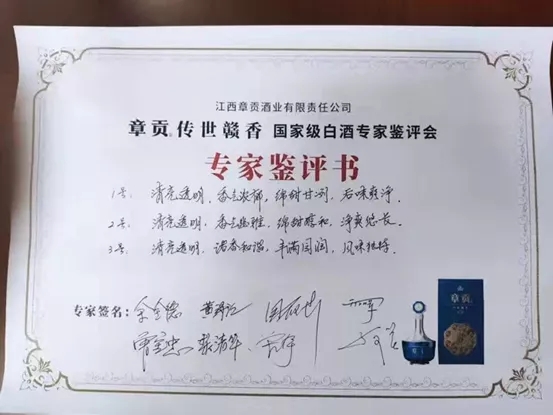 江西章贡酒业有限责任公司
章贡® 传世赣香 国家级白酒专家鉴评会
专家鉴评书
1号、清亮透明,香气浓郁,绵甜甘冽,后味爽净.
2号、清亮透明,香气幽雅,绵甜醇和,净爽悠长.
3号、清亮透明,诸香和谐,丰满圆润,风味独特.
专家签名:
章贡